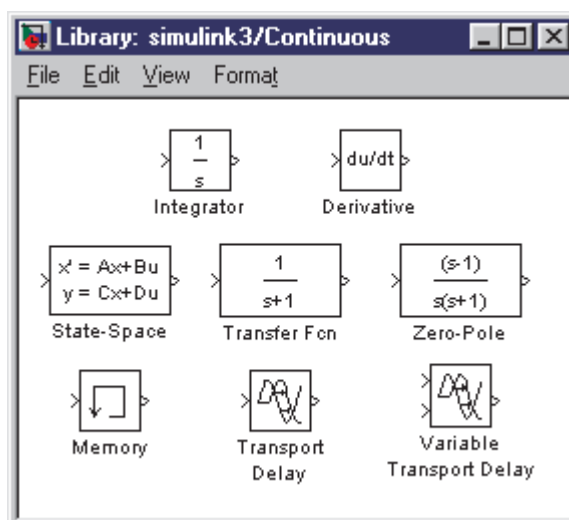 Library: simulink3/Continuous
File Edit View Format
1
s
Integrator
du/dt
Derivative
x' = Ax+Bu
y = Cx+Du
State-Space
1
s+1
Transfer Fcn
(s-1)
s(s+1)
Zero-Pole
Memory
Transport
Delay
Variable
Transport Delay